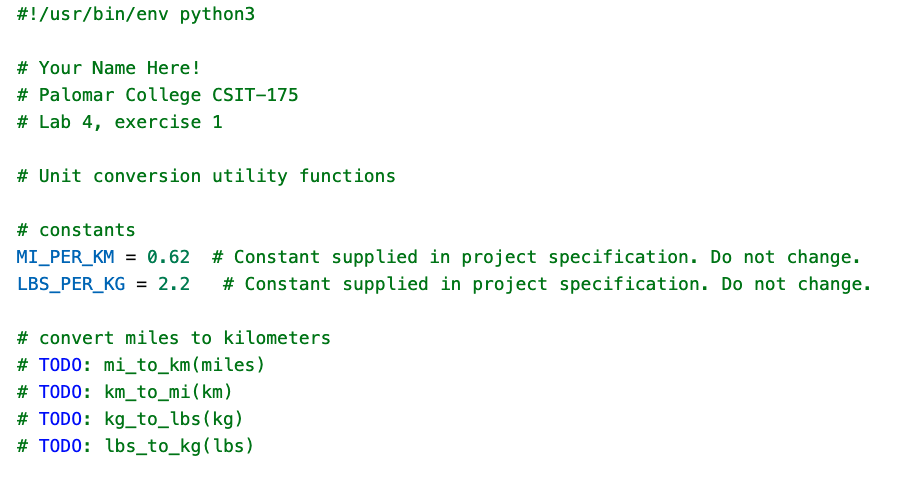 #!/usr/bin/env python3
# Your Name Here!
# Palomar College CSIT-175
# Lab 4, exercise 1
# Unit conversion utility functions
# constants
MI_PER_KM = 0.62  # Constant supplied in project specification. Do not change.
LBS_PER_KG = 2.2   # Constant supplied in project specification. Do not change.
# convert miles to kilometers
# TODO: mi_to_km(miles)
# TODO: km_to_mi(km)
# TODO: kg_to_lbs(kg)
# TODO: lbs_to_kg(lbs)